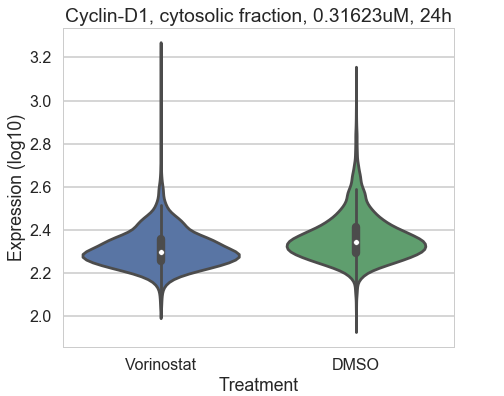 Cyclin-D1, cytosolic fraction, 0.31623uM, 24h
Expression (log10)
3.2
3.0
2.8
2.6
2.4
2.2
2.0
Vorinostat
DMSO
Treatment